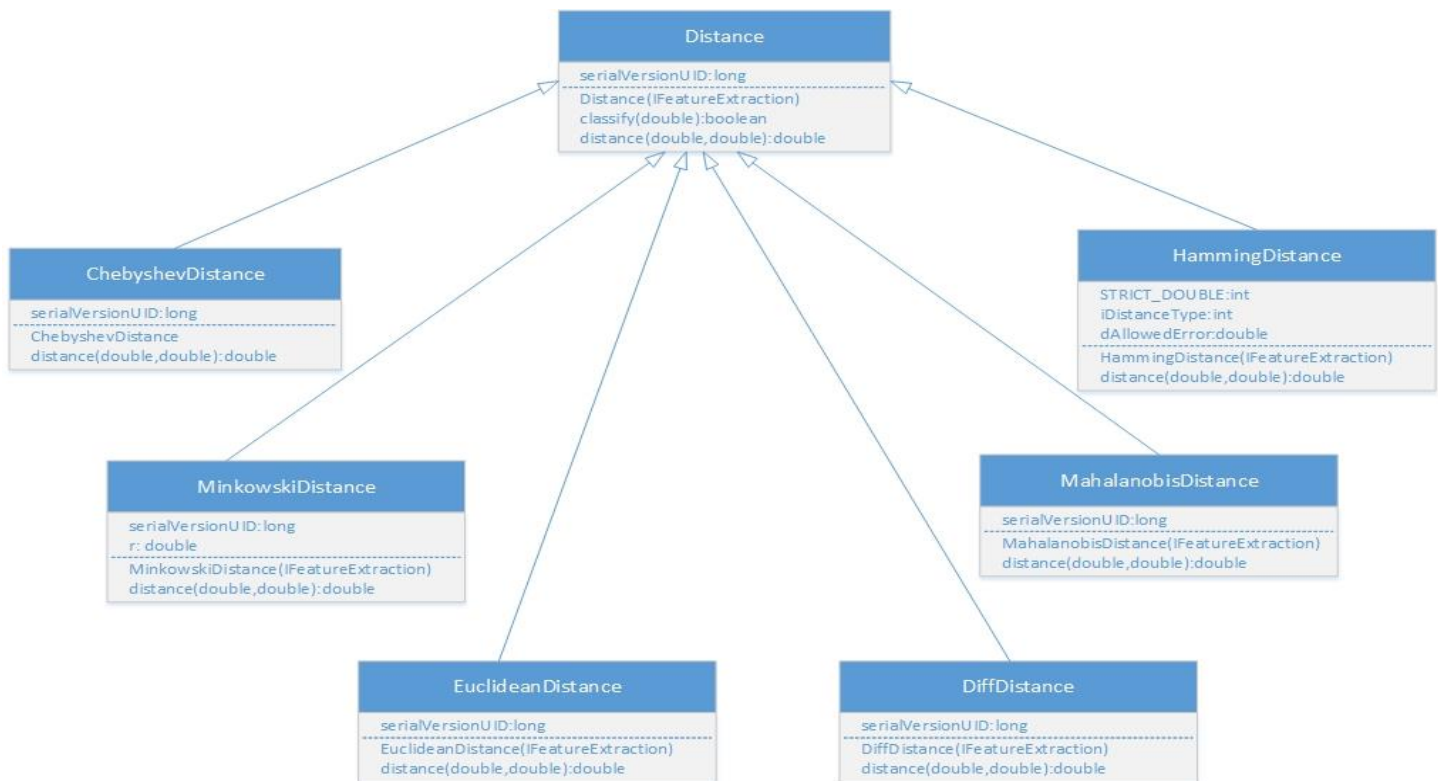 Distance
serialVersionUID:long
Distance(IFeatureExtraction)
classify(double):boolean
distance(double,double):double
ChebyshevDistance
serialVersionUID:long
ChebyshevDistance
distance(double,double):double
HammingDistance
STRICT_DOUBLE:int
iDistanceType:int
dAllowedError:double
HammingDistance(IFeatureExtraction)
distance(double,double):double
MinkowskiDistance
serialVersionUID:long
r: double
MinkowskiDistance(IFeatureExtraction)
distance(double,double):double
MahalanobisDistance
serialVersionUID:long
MahalanobisDistance(IFeatureExtraction)
distance(double,double):double
EuclideanDistance
serialVersionUID:long
EuclideanDistance(IFeatureExtraction)
distance(double,double):double
DiffDistance
serialVersionUID:long
DiffDistance(IFeatureExtraction)
distance(double,double):double